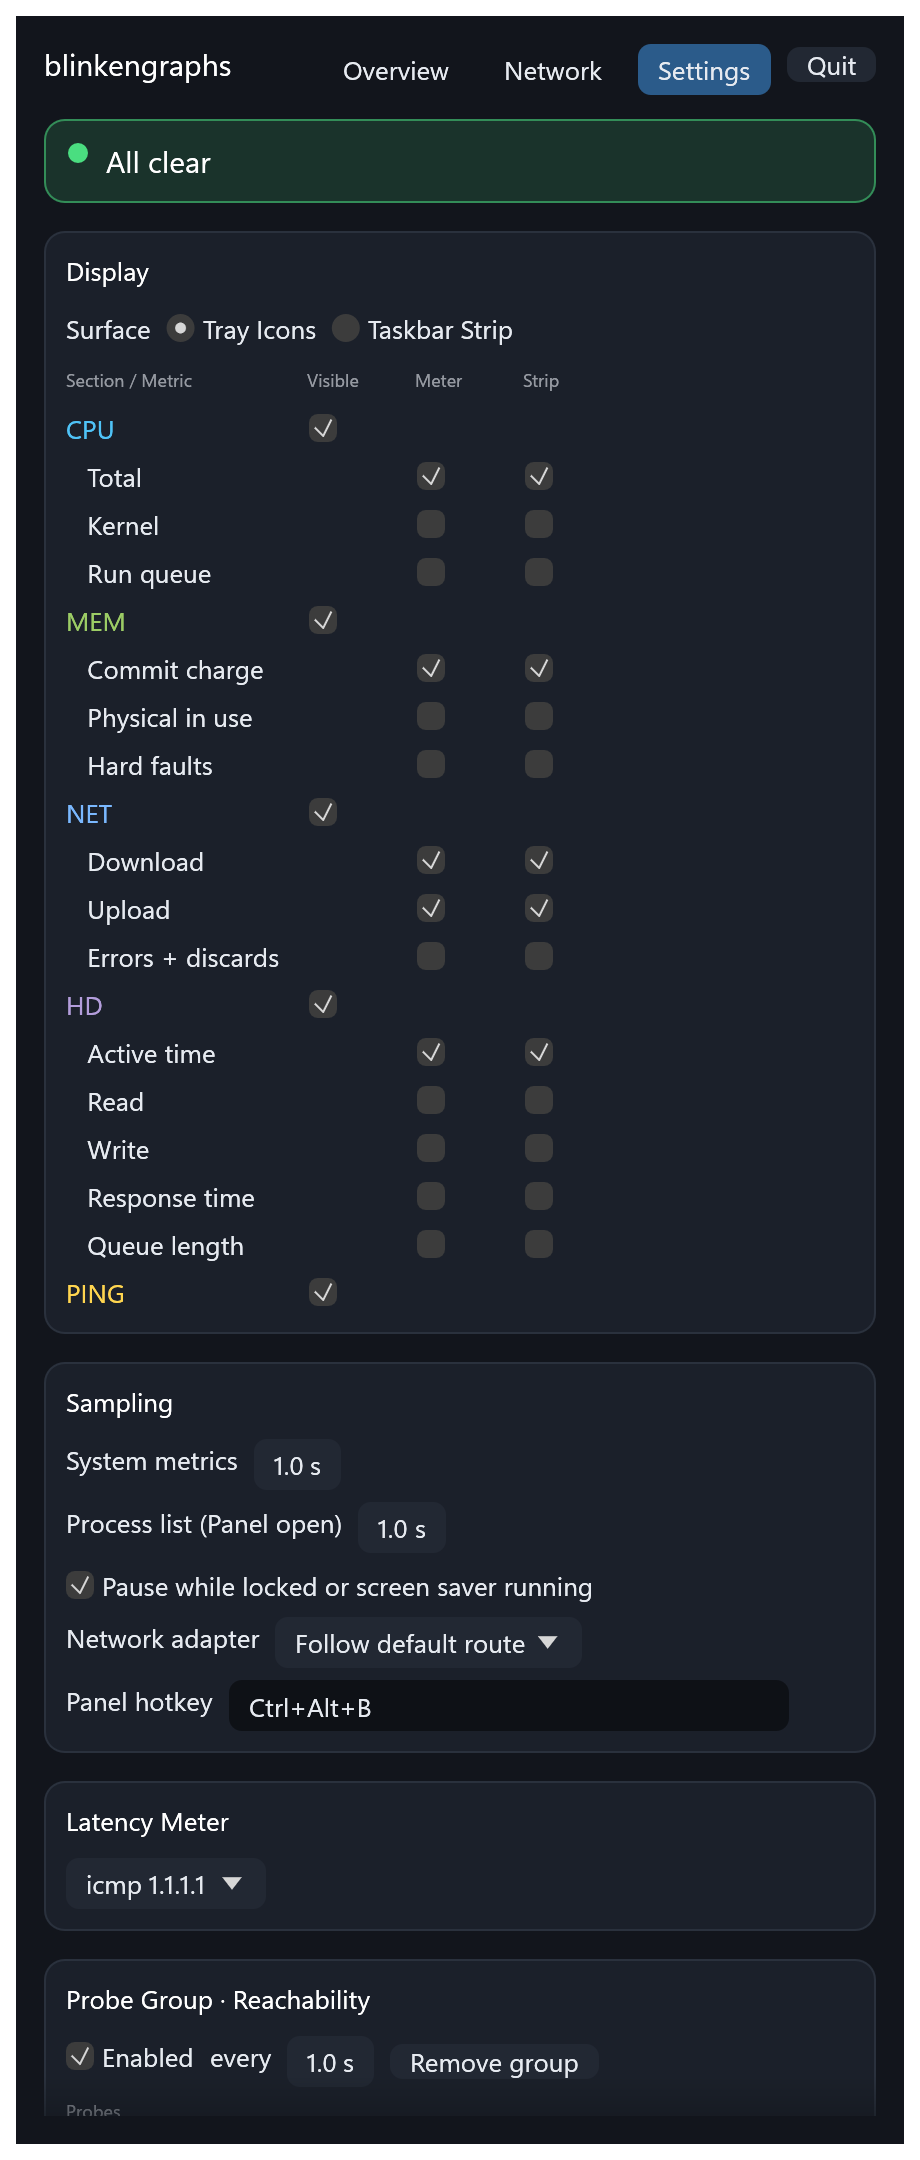 blinkengraphs Overview Network Settings Quit
All clear
Display
Surface Tray Icons Taskbar Strip
Section / Metric Visible Meter Strip
CPU
Total
Kernel
Run queue
MEM
Commit charge
Physical in use
Hard faults
NET
Download
Upload
Errors + discards
HD
Active time
Read
Write
Response time
Queue length
PING
Sampling
System metrics 1.0 s
Process list (Panel open) 1.0 s
Pause while locked or screen saver running
Network adapter Follow default route
Panel hotkey Ctrl+Alt+B
Latency Meter
icmp 1.1.1.1
Probe Group · Reachability
Enabled every 1.0 s Remove group
Probes